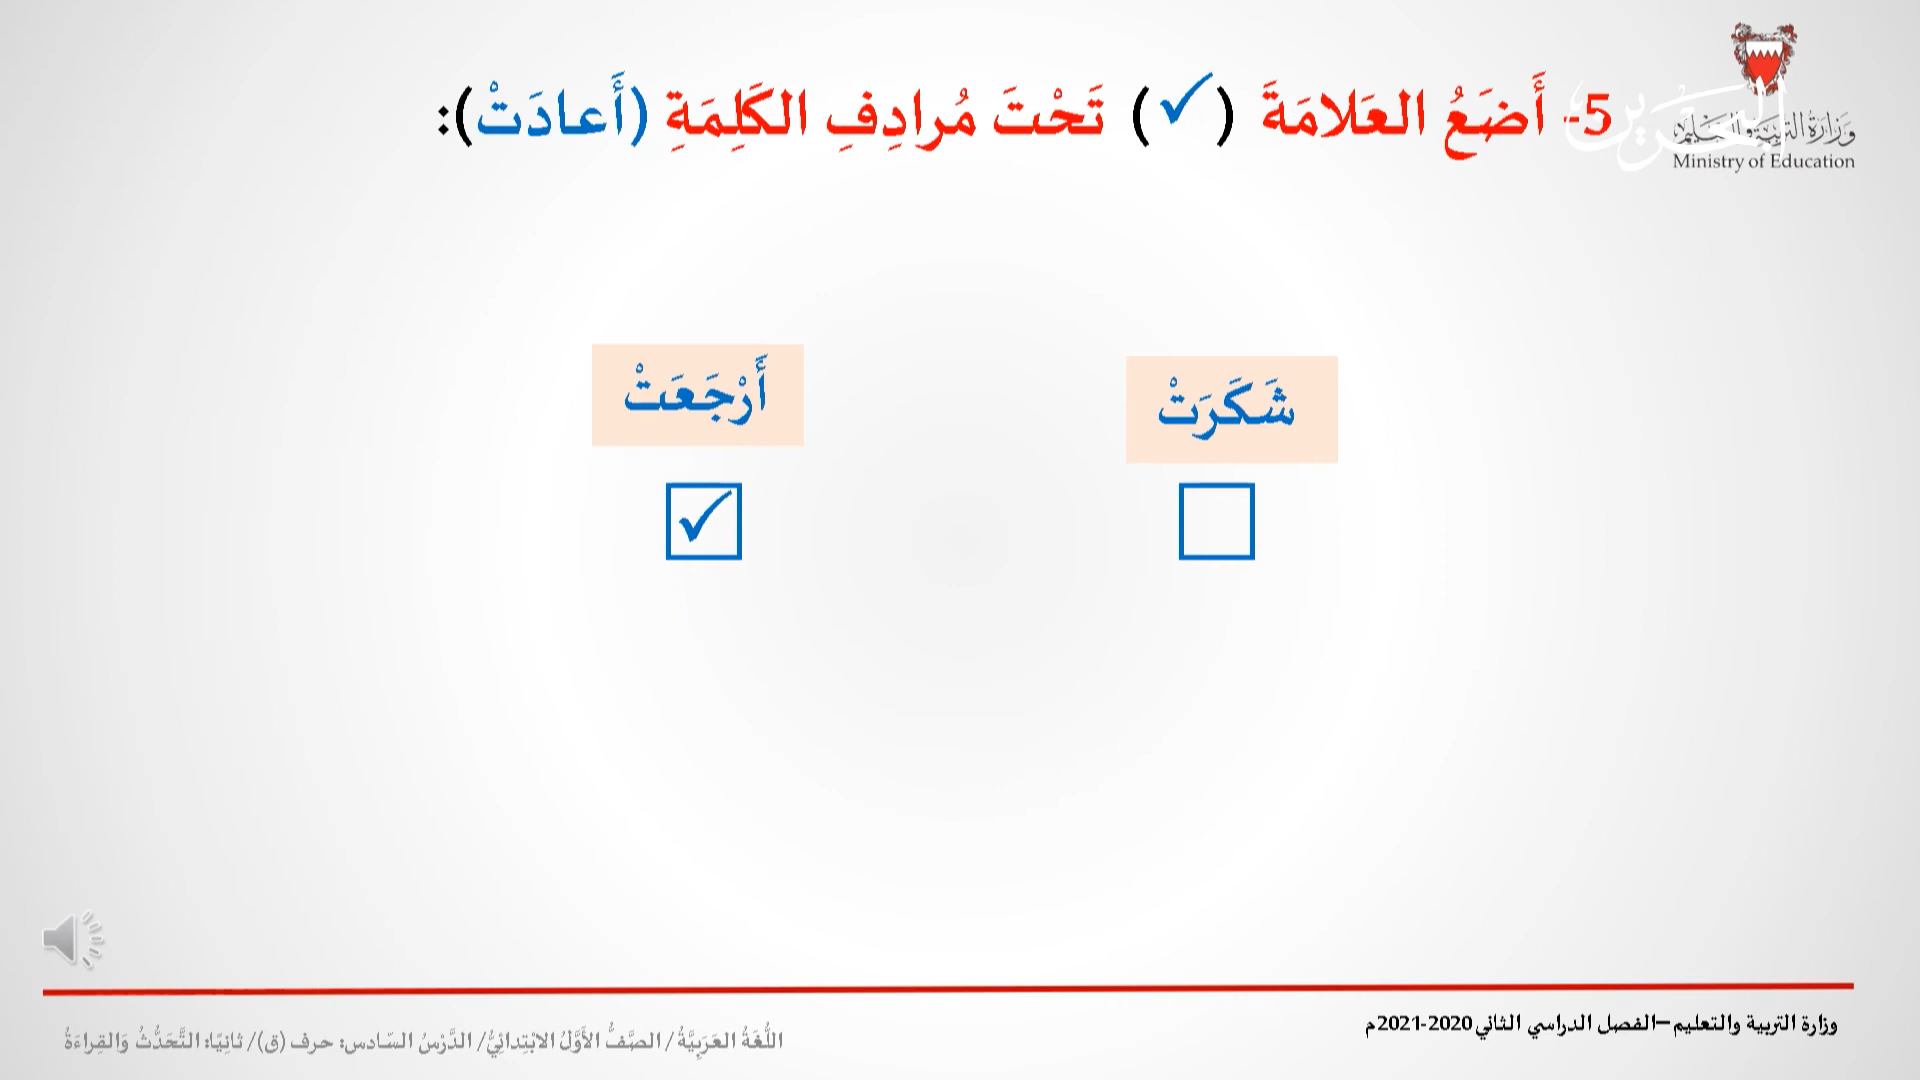 5- أَضَعُ العَلامَةَ (✓) تَحْتَ مُرادِفِ الكَلِمَةِ (أَعادَتْ):
البحرين
وزارة التربية والتعليم
Ministry of Education
شَكَرَتْ
أَرْجَعَتْ
✓
وزارة التربية والتعليم –الفصل الدراسي الثاني 2020-2021م
اللُّغَةُ العَرَبِيَّةُ / الصَّفُّ الأَوَّلُ الابْتِدائِيُّ/ الدَّرْسُ السّادس: حرف (ق)/ ثانِيًا: التَّحَدُّثُ وَالقِراءَةُ